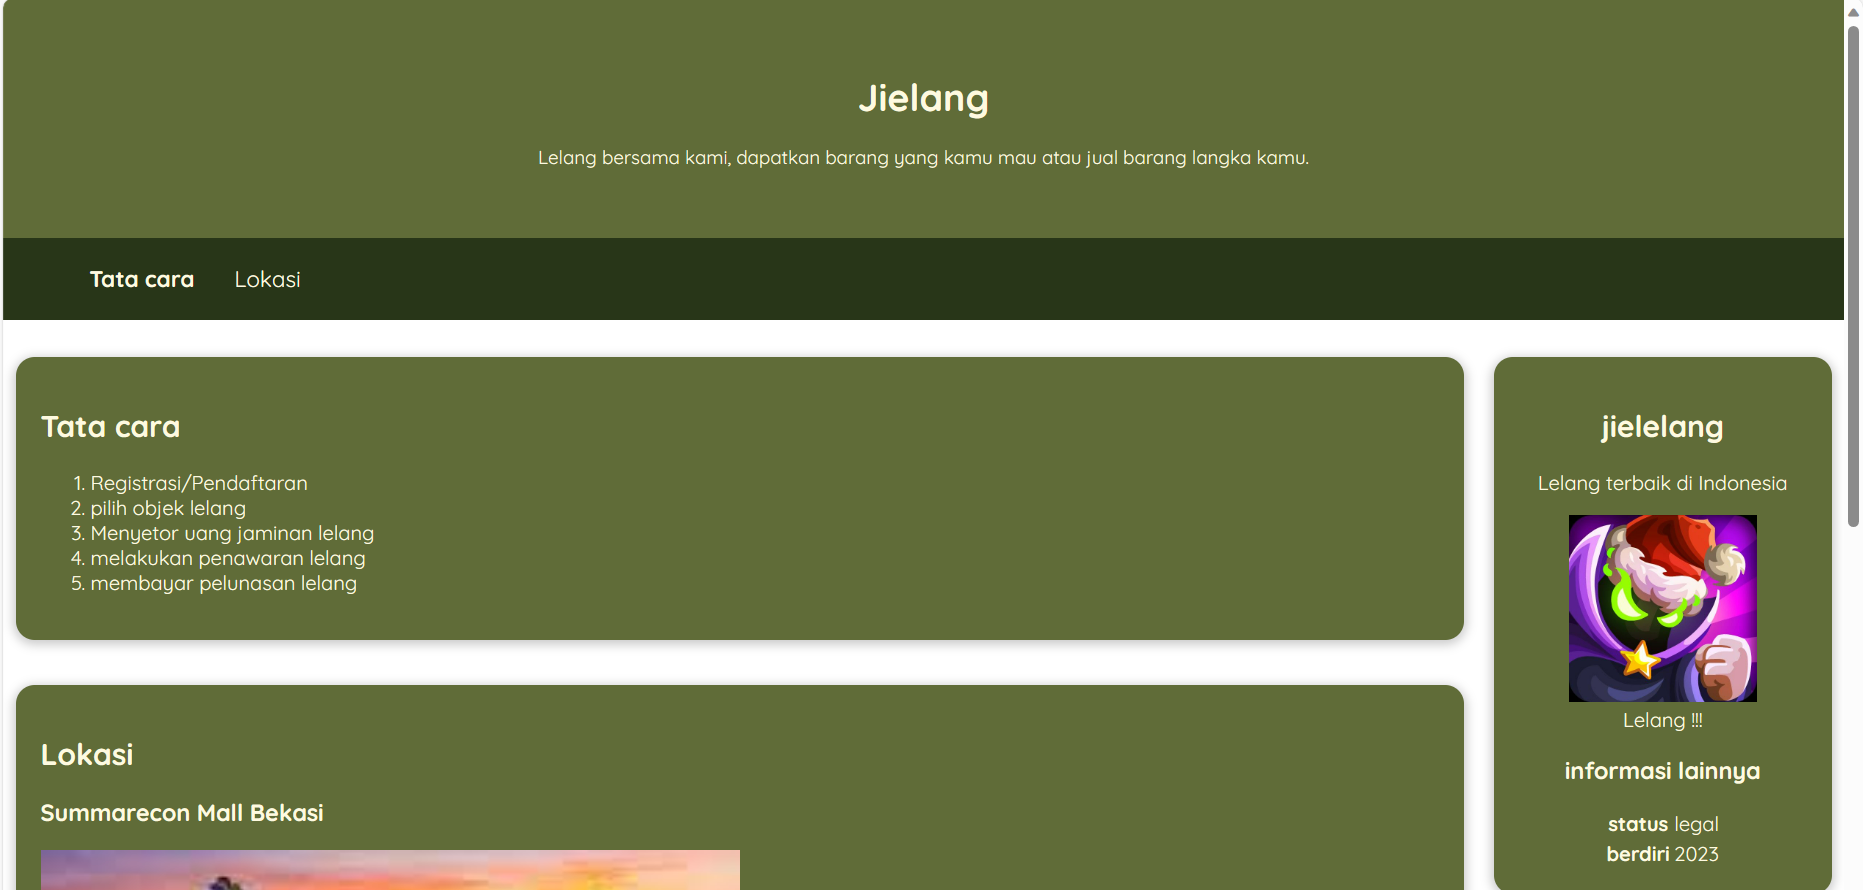 Jielang
Lelang bersama kami, dapatkan barang yang kamu mau atau jual barang langka kamu.
Tata cara
Lokasi
Tata cara
1. Registrasi/Pendaftaran
2. pilih objek lelang
3. Menyetor uang jaminan lelang
4. melakukan penawaran lelang
5. membayar pelunasan lelang
Lokasi
Summarecon Mall Bekasi
jielelang
Lelang terbaik di Indonesia
Lelang !!!
informasi lainnya
status legal
berdiri 2023